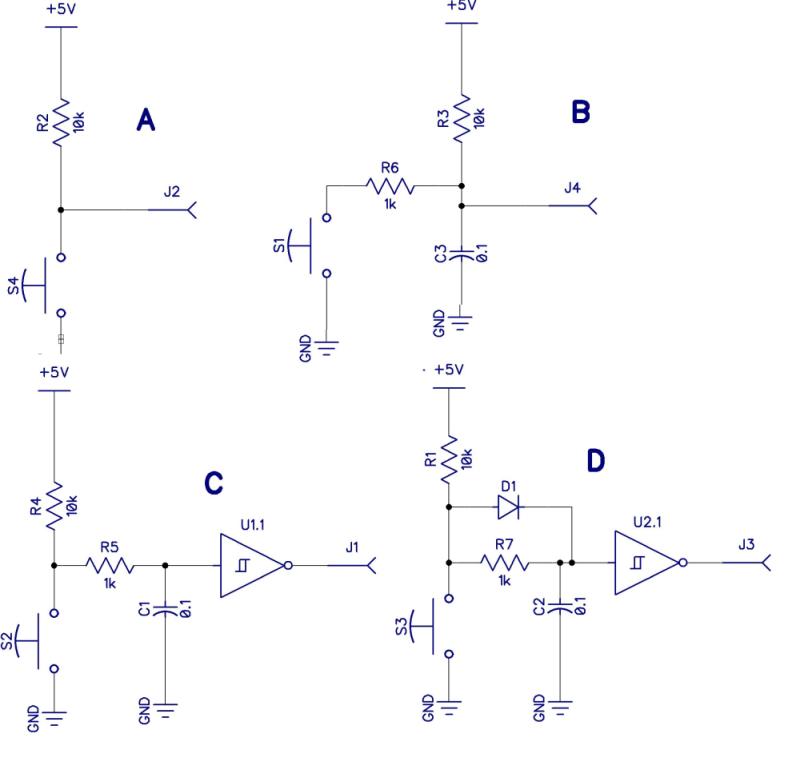 +5V
R2
10k
A
J2
S4
+5V
R3
10k
B
R6
1k
J4
S1
C3
0.1
GND
GND
+5V
R4
10k
C
U1.1
R5
1k
J1
C1
0.1
S2
GND
GND
+5V
R1
10k
D
D1
U2.1
R7
1k
J3
C2
0.1
S3
GND
GND